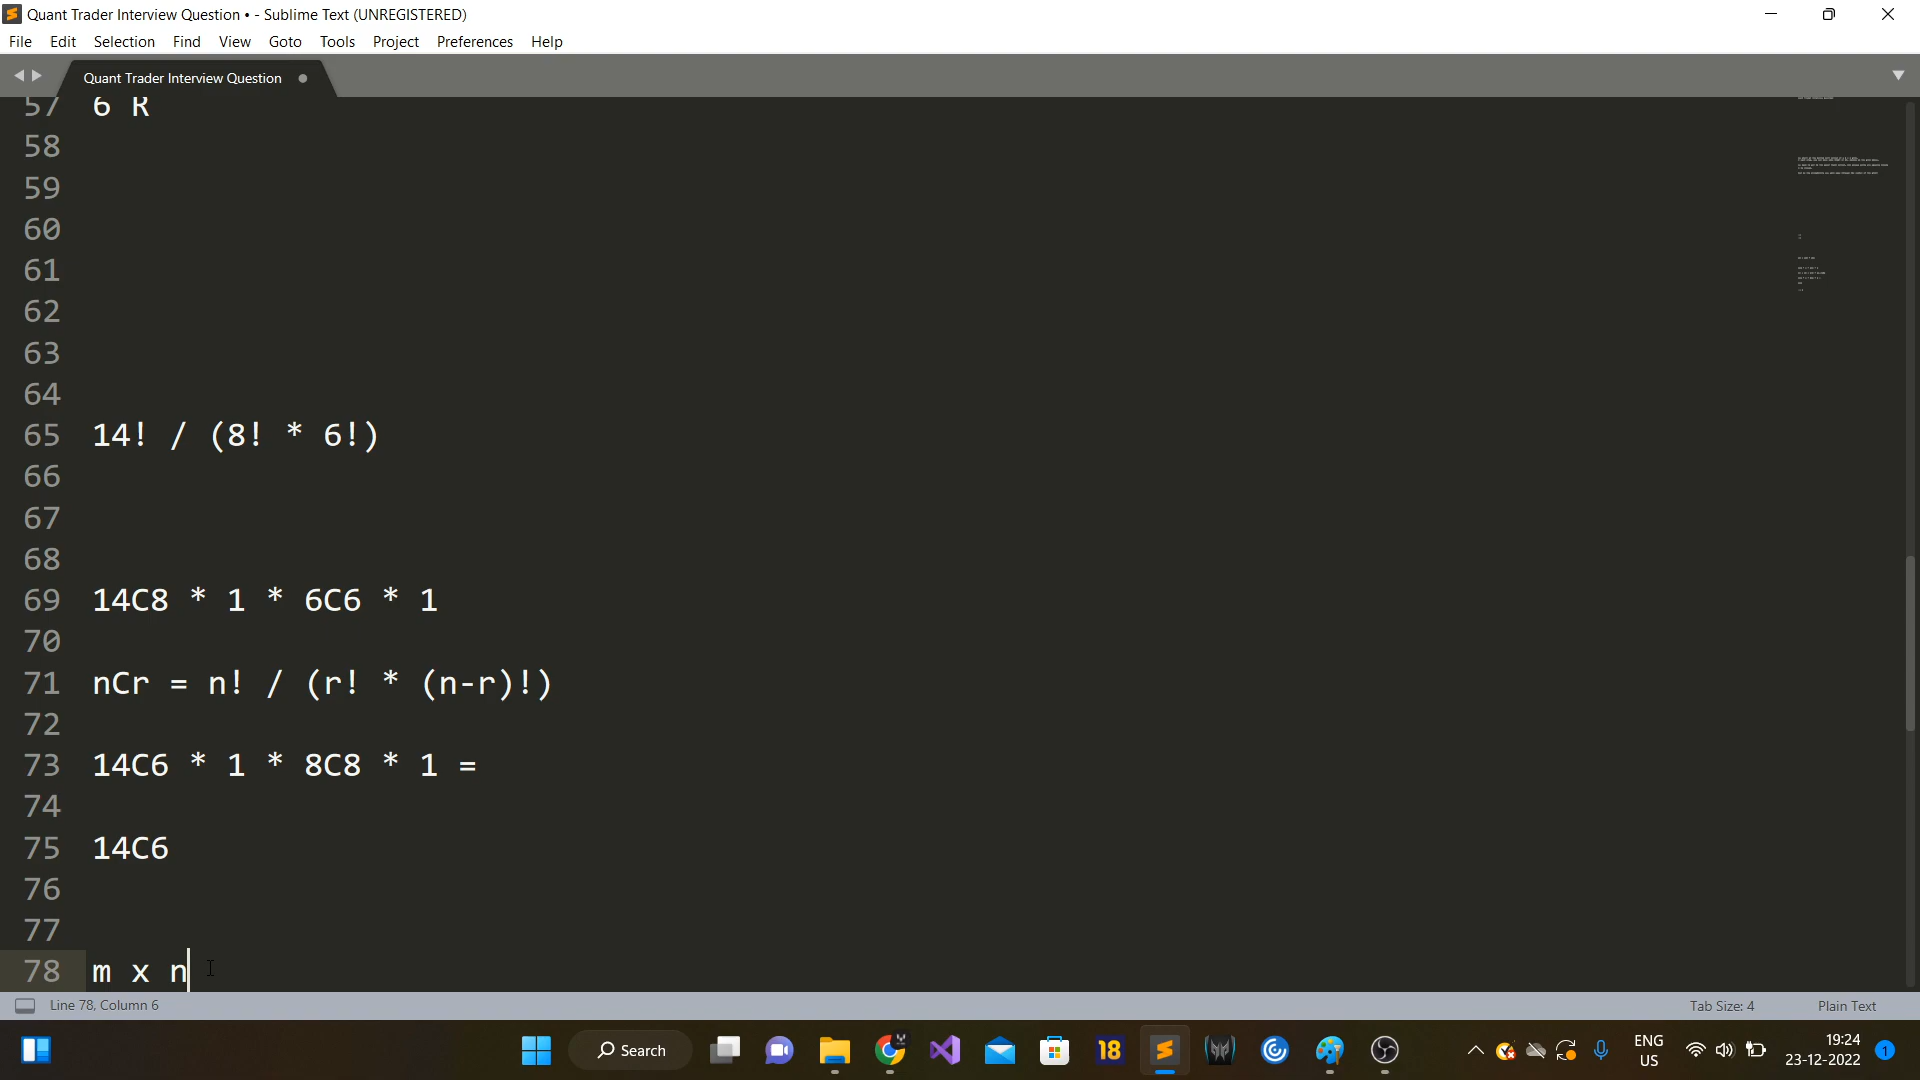 Quant Trader Interview Question • - Sublime Text (UNREGISTERED)
File Edit Selection Find View Goto Tools Project Preferences Help
Quant Trader Interview Question
57 6 R
58
59
60
61
62
63
64
65 14! / (8! * 6!)
66
67
68
69 14C8 * 1 * 6C6 * 1
70
71 nCr = n! / (r! * (n-r)!)
72
73 14C6 * 1 * 8C8 * 1 =
74
75 14C6
76
77
78 m x n
Line 78, Column 6
Tab Size: 4
Plain Text
Search
18
ENG
US
19:24
23-12-2022
1